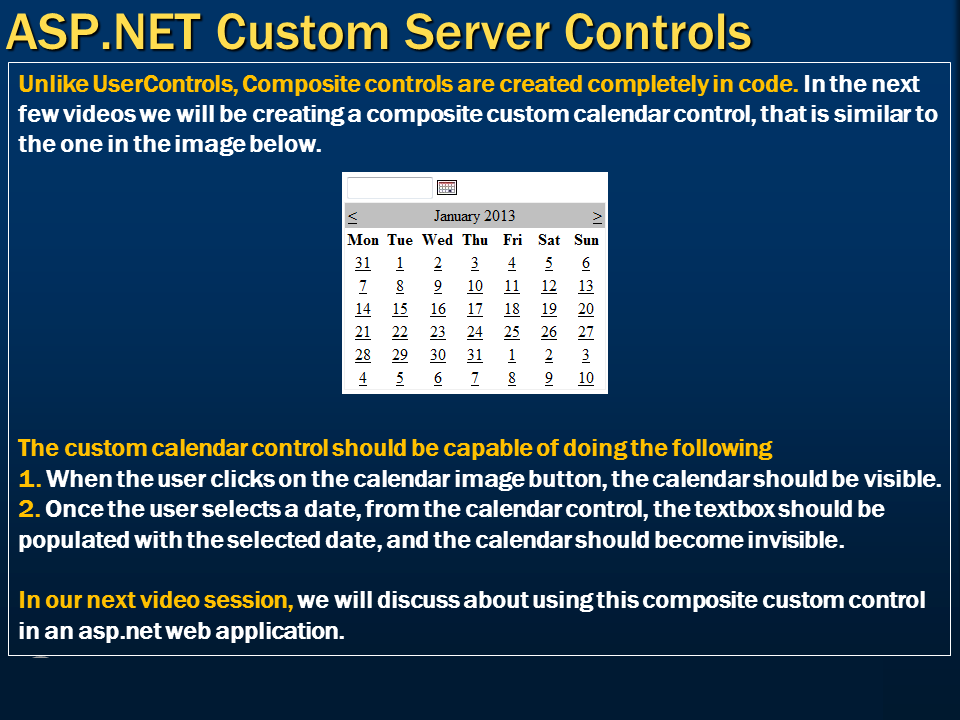 ASP.NET Custom Server Controls
Unlike UserControls, Composite controls are created completely in code. In the next
few videos we will be creating a composite custom calendar control, that is similar to
the one in the image below.
< January 2013 >
Mon Tue Wed Thu Fri Sat Sun
31 1 2 3 4 5 6
7 8 9 10 11 12 13
14 15 16 17 18 19 20
21 22 23 24 25 26 27
28 29 30 31 1 2 3
4 5 6 7 8 9 10
The custom calendar control should be capable of doing the following
1. When the user clicks on the calendar image button, the calendar should be visible.
2. Once the user selects a date, from the calendar control, the textbox should be
populated with the selected date, and the calendar should become invisible.
In our next video session, we will discuss about using this composite custom control
in an asp.net web application.